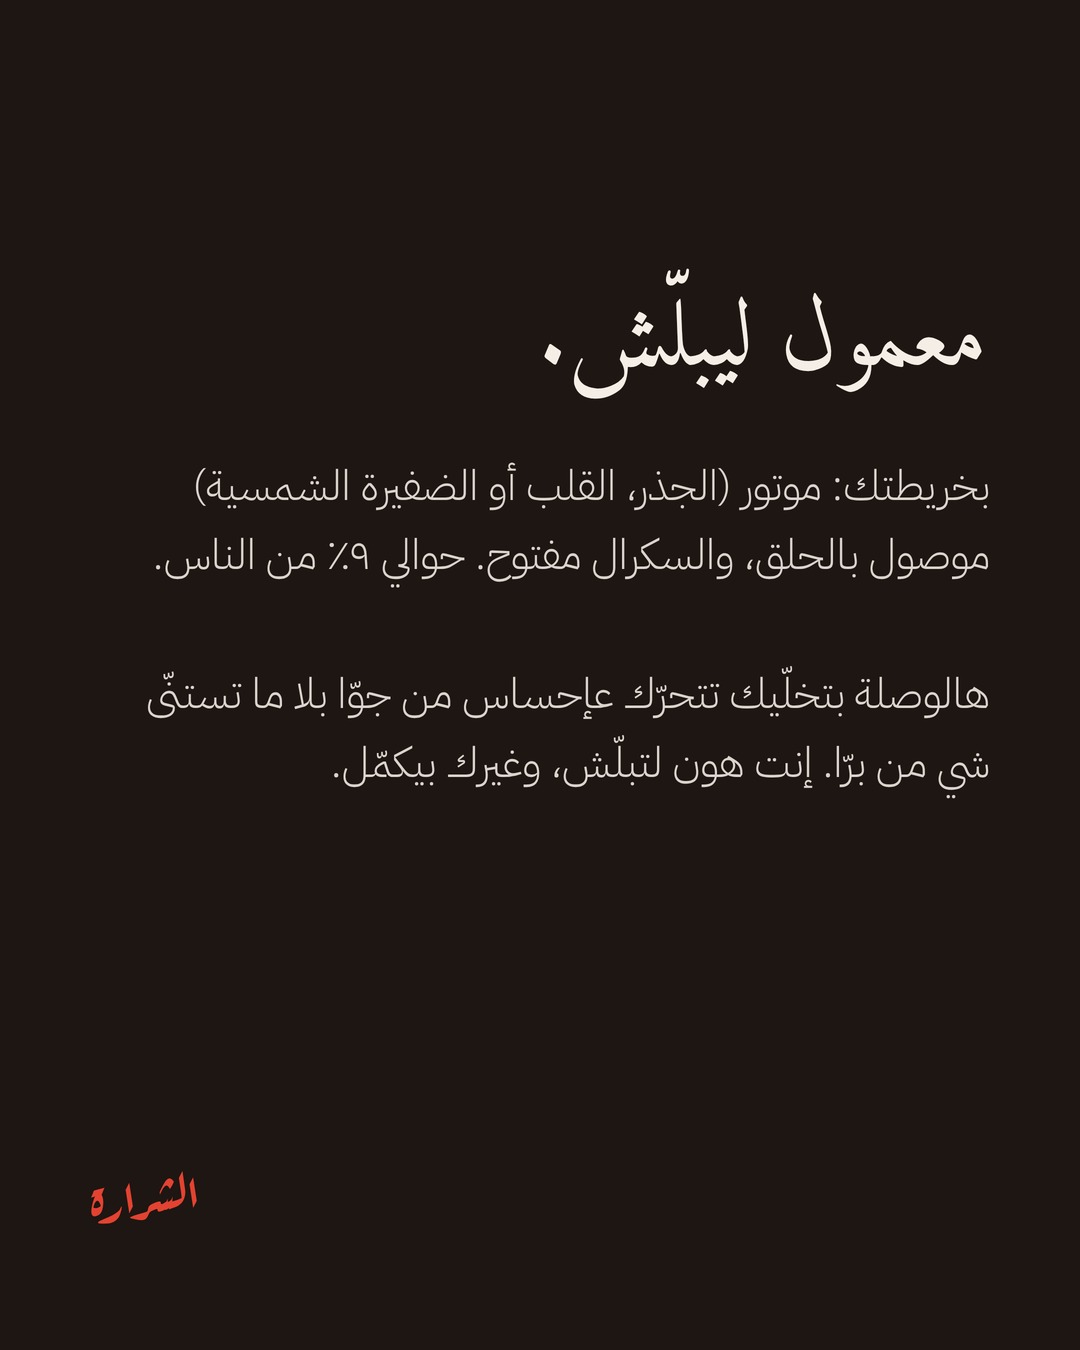 معمول ليبلّش.
بخريطتك: موتور (الجذر، القلب أو الضفيرة الشمسية)
موصول بالحلق، والسكرال مفتوح. حوالي ٩٪ من الناس.
هالوصلة بتخلّيك تتحرّك عإحساس من جوّا بلا ما تستنّى
شي من برّا. إنت هون لتبلّش، وغيرك بيكمّل.
الشرارة